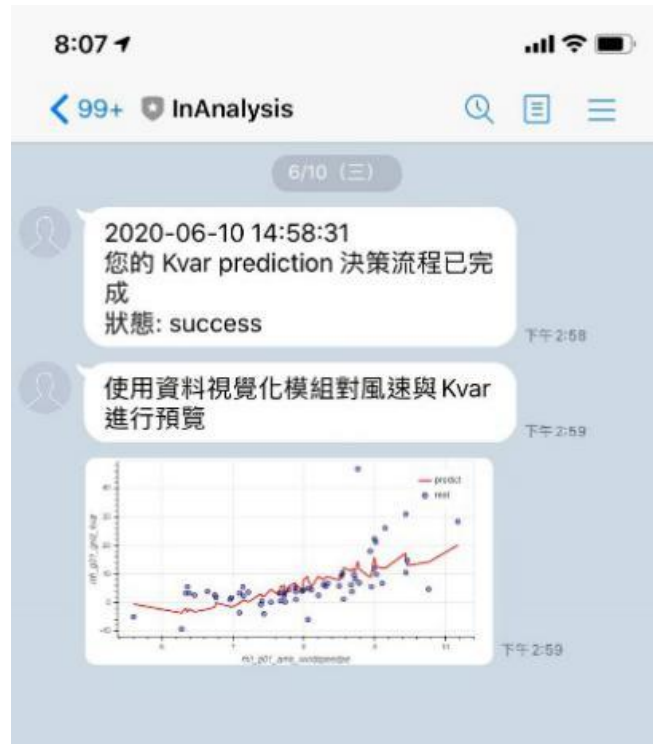 8:07
99+ InAnalysis
6/10（三）
2020-06-10 14:58:31
您的 Kvar prediction 決策流程已完
成
狀態: success
下午 2:58
使用資料視覺化模組對風速與 Kvar
進行預覽
下午 2:59
predict
real
11
下午 2:59